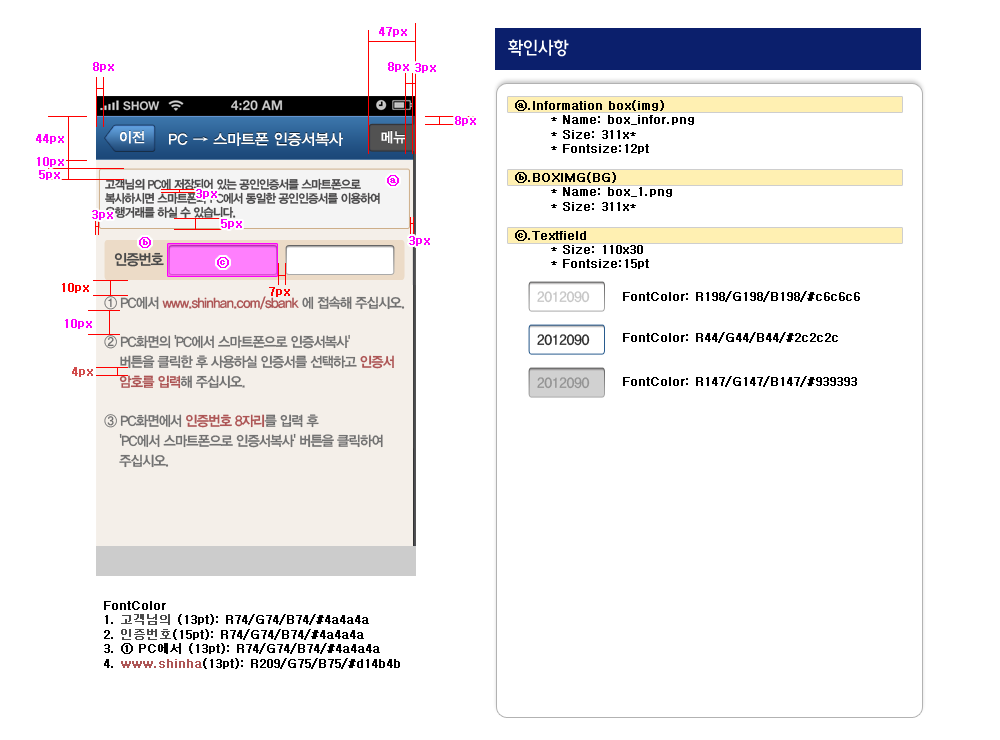 47px
8px
8px
3px
SHOW
4:20 AM
8px
이전
PC → 스마트폰 인증서복사
메뉴
44px
10px
5px
고객님의 PC에 저장되어 있는 공인인증서를 스마트폰으로
ⓐ
3px
복사하시면 스마트폰 PC에서 동일한 공인인증서를 이용하여
은행거래를 하실 수 있습니다.
3px
5px
3px
ⓑ
인증번호
ⓒ
7px
10px
① PC에서 www.shinhan.com/sbank 에 접속해 주십시오.
10px
② PC화면의 'PC에서 스마트폰으로 인증서복사'
버튼을 클릭한 후 사용하실 인증서를 선택하고 인증서
4px
암호를 입력해 주십시오.
③ PC화면에서 인증번호 8자리를 입력 후
'PC에서 스마트폰으로 인증서복사' 버튼을 클릭하여
주십시오.
FontColor
1. 고객님의 (13pt): R74/G74/B74/#4a4a4a
2. 인증번호(15pt): R74/G74/B74/#4a4a4a
3. ① PC에서 (13pt): R74/G74/B74/#4a4a4a
4. www.shinha(13pt): R209/G75/B75/#d14b4b
확인사항
ⓐ.Information box(img)
* Name: box_infor.png
* Size: 311x*
* Fontsize:12pt
ⓑ.BOXIMG(BG)
* Name: box_1.png
* Size: 311x*
ⓒ.Textfield
* Size: 110x30
* Fontsize:15pt
2012090
FontColor: R198/G198/B198/#c6c6c6
2012090
FontColor: R44/G44/B44/#2c2c2c
2012090
FontColor: R147/G147/B147/#939393